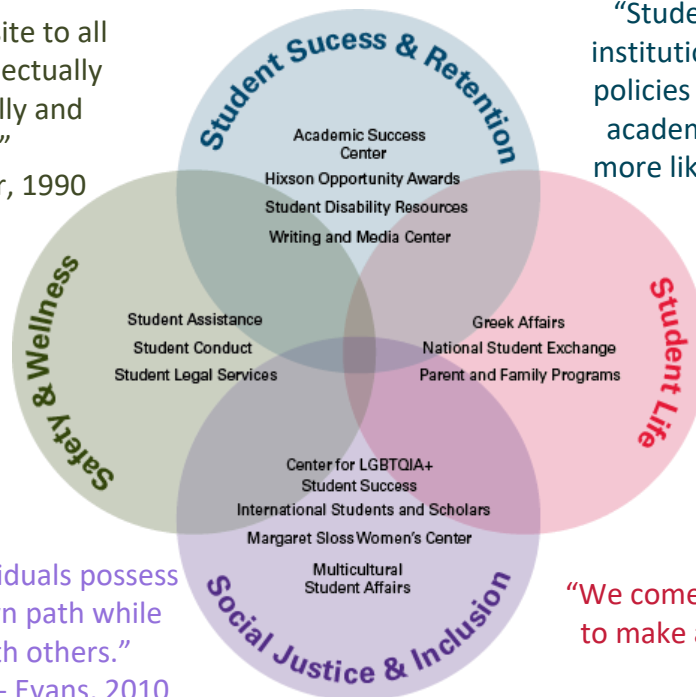 site to all
ectually
lly and
”
r, 1990
“Stude
institutio
policies
academ
more lik
Student Sucess & Retention
Academic Success
Center
Hixson Opportunity Awards
Student Disability Resources
Writing and Media Center
Safety & Wellness
Student Assistance
Student Conduct
Student Legal Services
Student Life
Greek Affairs
National Student Exchange
Parent and Family Programs
Center for LGBTQIA+
Student Success
International Students and Scholars
Margaret Sloss Women's Center
Multicultural
Student Affairs
Social Justice & Inclusion
viduals possess
n path while
th others.”
- Evans, 2010
“We come
to make a